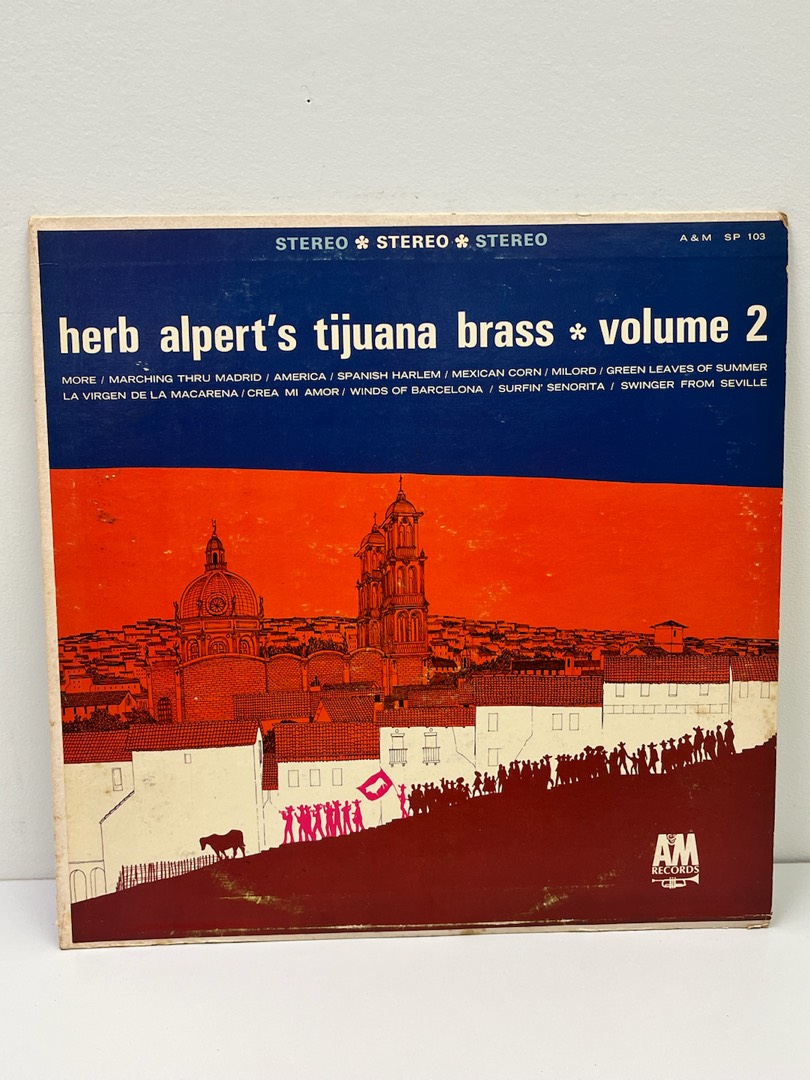 STEREO * STEREO * STEREO
A & M SP 103
herb alpert's tijuana brass * volume 2
MORE / MARCHING THRU MADRID / AMERICA / SPANISH HARLEM / MEXICAN CORN / MILORD / GREEN LEAVES OF SUMMER
LA VIRGEN DE LA MACARENA / CREA MI AMOR / WINDS OF BARCELONA / SURFIN' SENORITA / SWINGER FROM SEVILLE
A&M
RECORDS